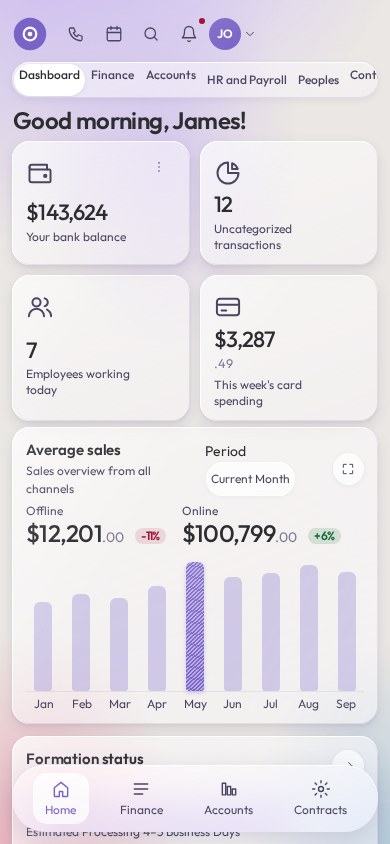 JO
Dashboard Finance Accounts HR and Payroll Peoples Cont
Good morning, James!
$143,624
Your bank balance
12
Uncategorized
transactions
7
Employees working
today
$3,287
.49
This week's card
spending
Average sales
Sales overview from all
channels
Period
Current Month
Offline
$12,201.00 -11%
Online
$100,799.00 +6%
Jan Feb Mar Apr May Jun Jul Aug Sep
Formation status
Home Finance Accounts Contracts
Estimated Processing 4–5 Business Days